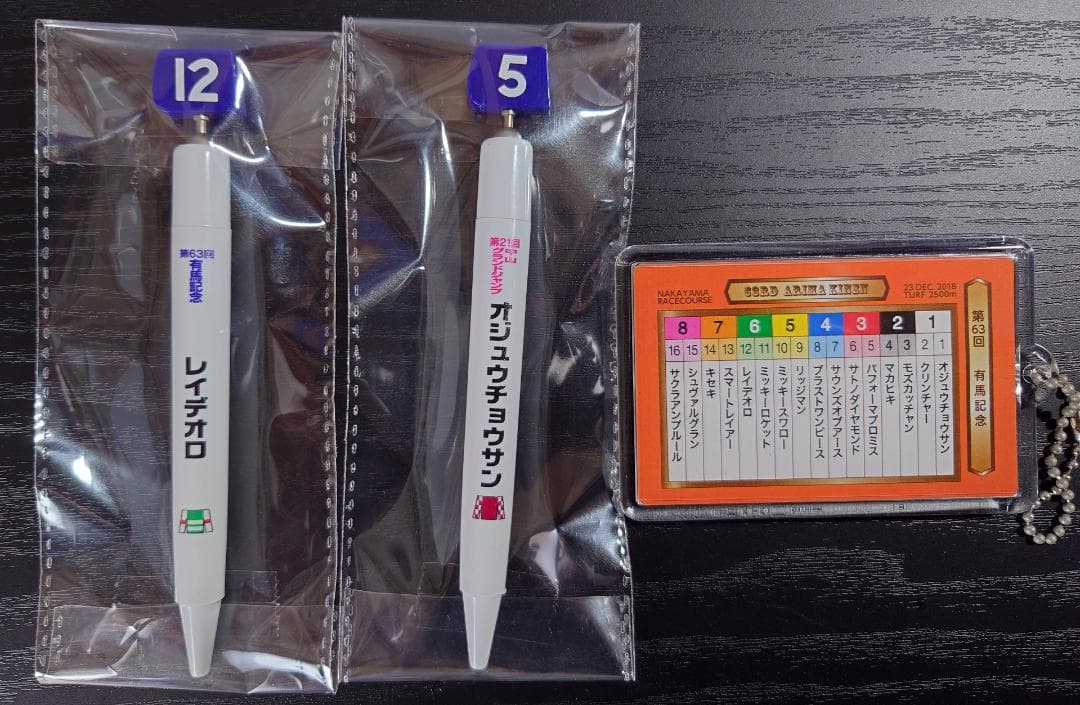 12
第63回
有馬記念
レイデオロ
5
第21回
中山
グランドジャンプ
オジュウチョウサン
NAKAYAMA
RACECOURSE
63RD ARIMA KINEN
23 DEC. 2018
TURF 2500m
第63回 有馬記念
8 7 6 5 4 3 2 1
16 15 14 13 12 11 10 9 8 7 6 5 4 3 2 1
オジュウチョウサン
クリンチャー
モズカッチャン
マカヒキ
パフォーマプロミス
サトノダイヤモンド
サウンズオブアース
ブラストワンピース
リッジマン
ミッキースワロー
ミッキーロケット
レイデオロ
スマートレイアー
キセキ
シュヴァルグラン
サクラアンプルール